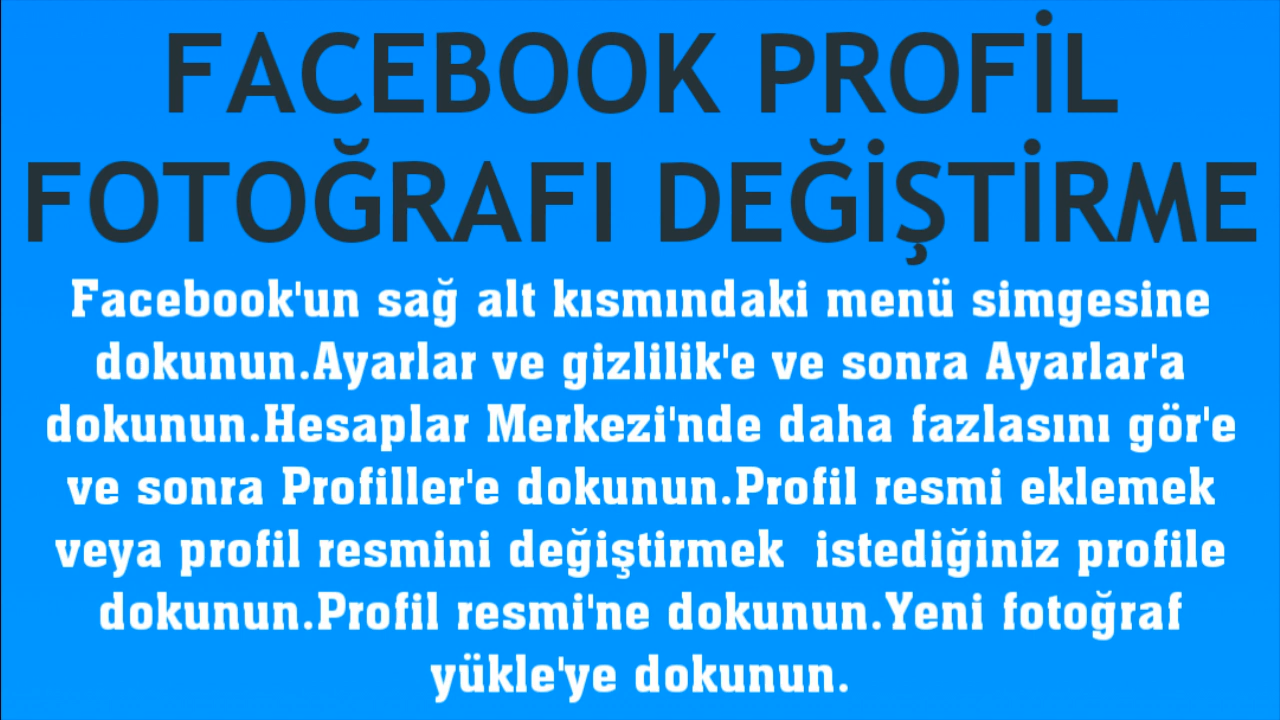 FACEBOOK PROFİL
FOTOĞRAFI DEĞİŞTİRME
Facebook'un sağ alt kısmındaki menü simgesine
dokunun.Ayarlar ve gizlilik'e ve sonra Ayarlar'a
dokunun.Hesaplar Merkezi'nde daha fazlasını gör'e
ve sonra Profiller'e dokunun.Profil resmi eklemek
veya profil resmini değiştirmek  istediğiniz profile
dokunun.Profil resmi'ne dokunun.Yeni fotoğraf
yükle'ye dokunun.